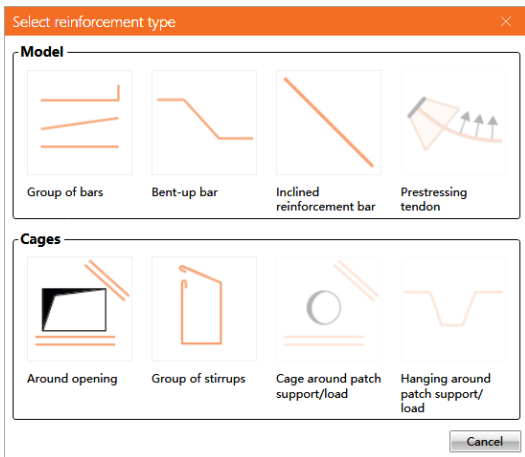 Select reinforcement type
Model
Group of bars
Bent-up bar
Inclined
reinforcement bar
Prestressing
tendon
Cages
Around opening
Group of stirrups
Cage around patch
support/load
Hanging around
patch support/
load
Cancel